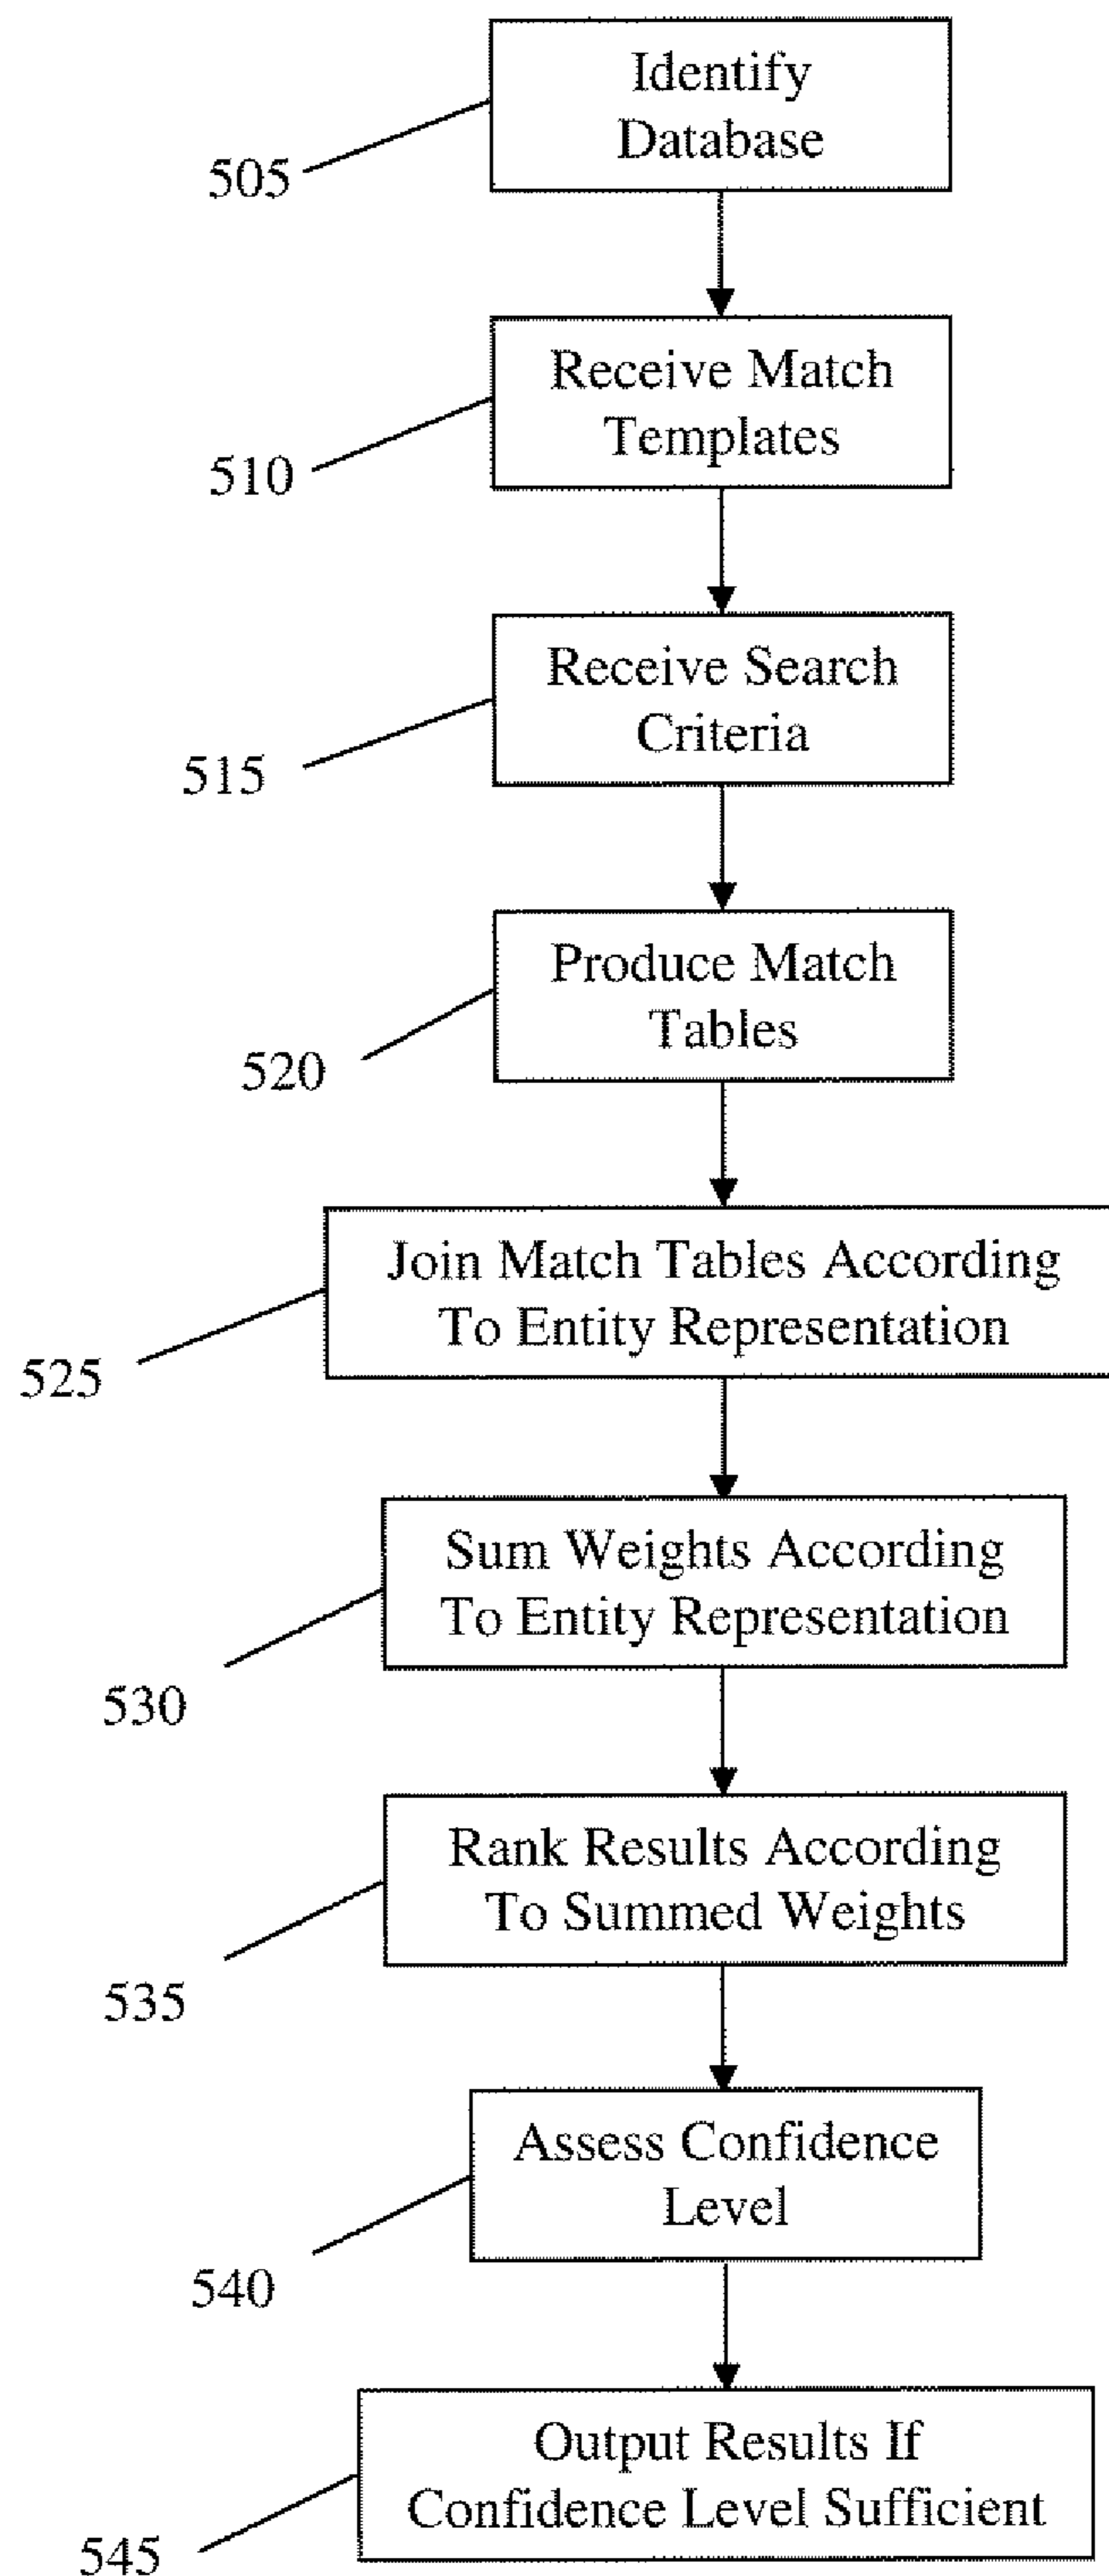 Identify
Database
505
Receive Match
Templates
510
Receive Search
Criteria
515
Produce Match
Tables
520
Join Match Tables According
To Entity Representation
525
Sum Weights According
To Entity Representation
530
Rank Results According
To Summed Weights
535
Assess Confidence
Level
540
Output Results If
Confidence Level Sufficient
545